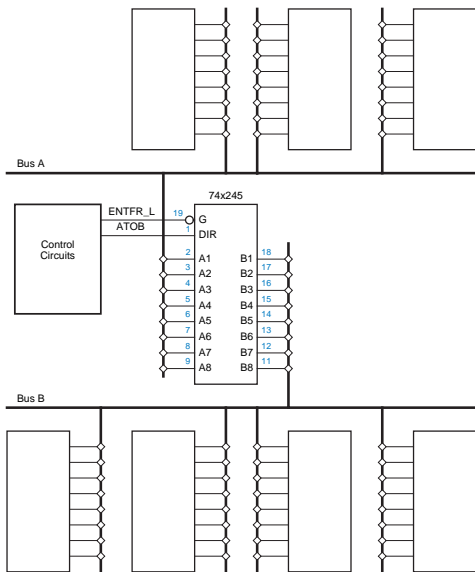 Bus A
74x245
ENTFR_L 19 G
ATOB 1 DIR
Control
Circuits
2 A1 B1 18
3 A2 B2 17
4 A3 B3 16
5 A4 B4 15
6 A5 B5 14
7 A6 B6 13
8 A7 B7 12
9 A8 B8 11
Bus B